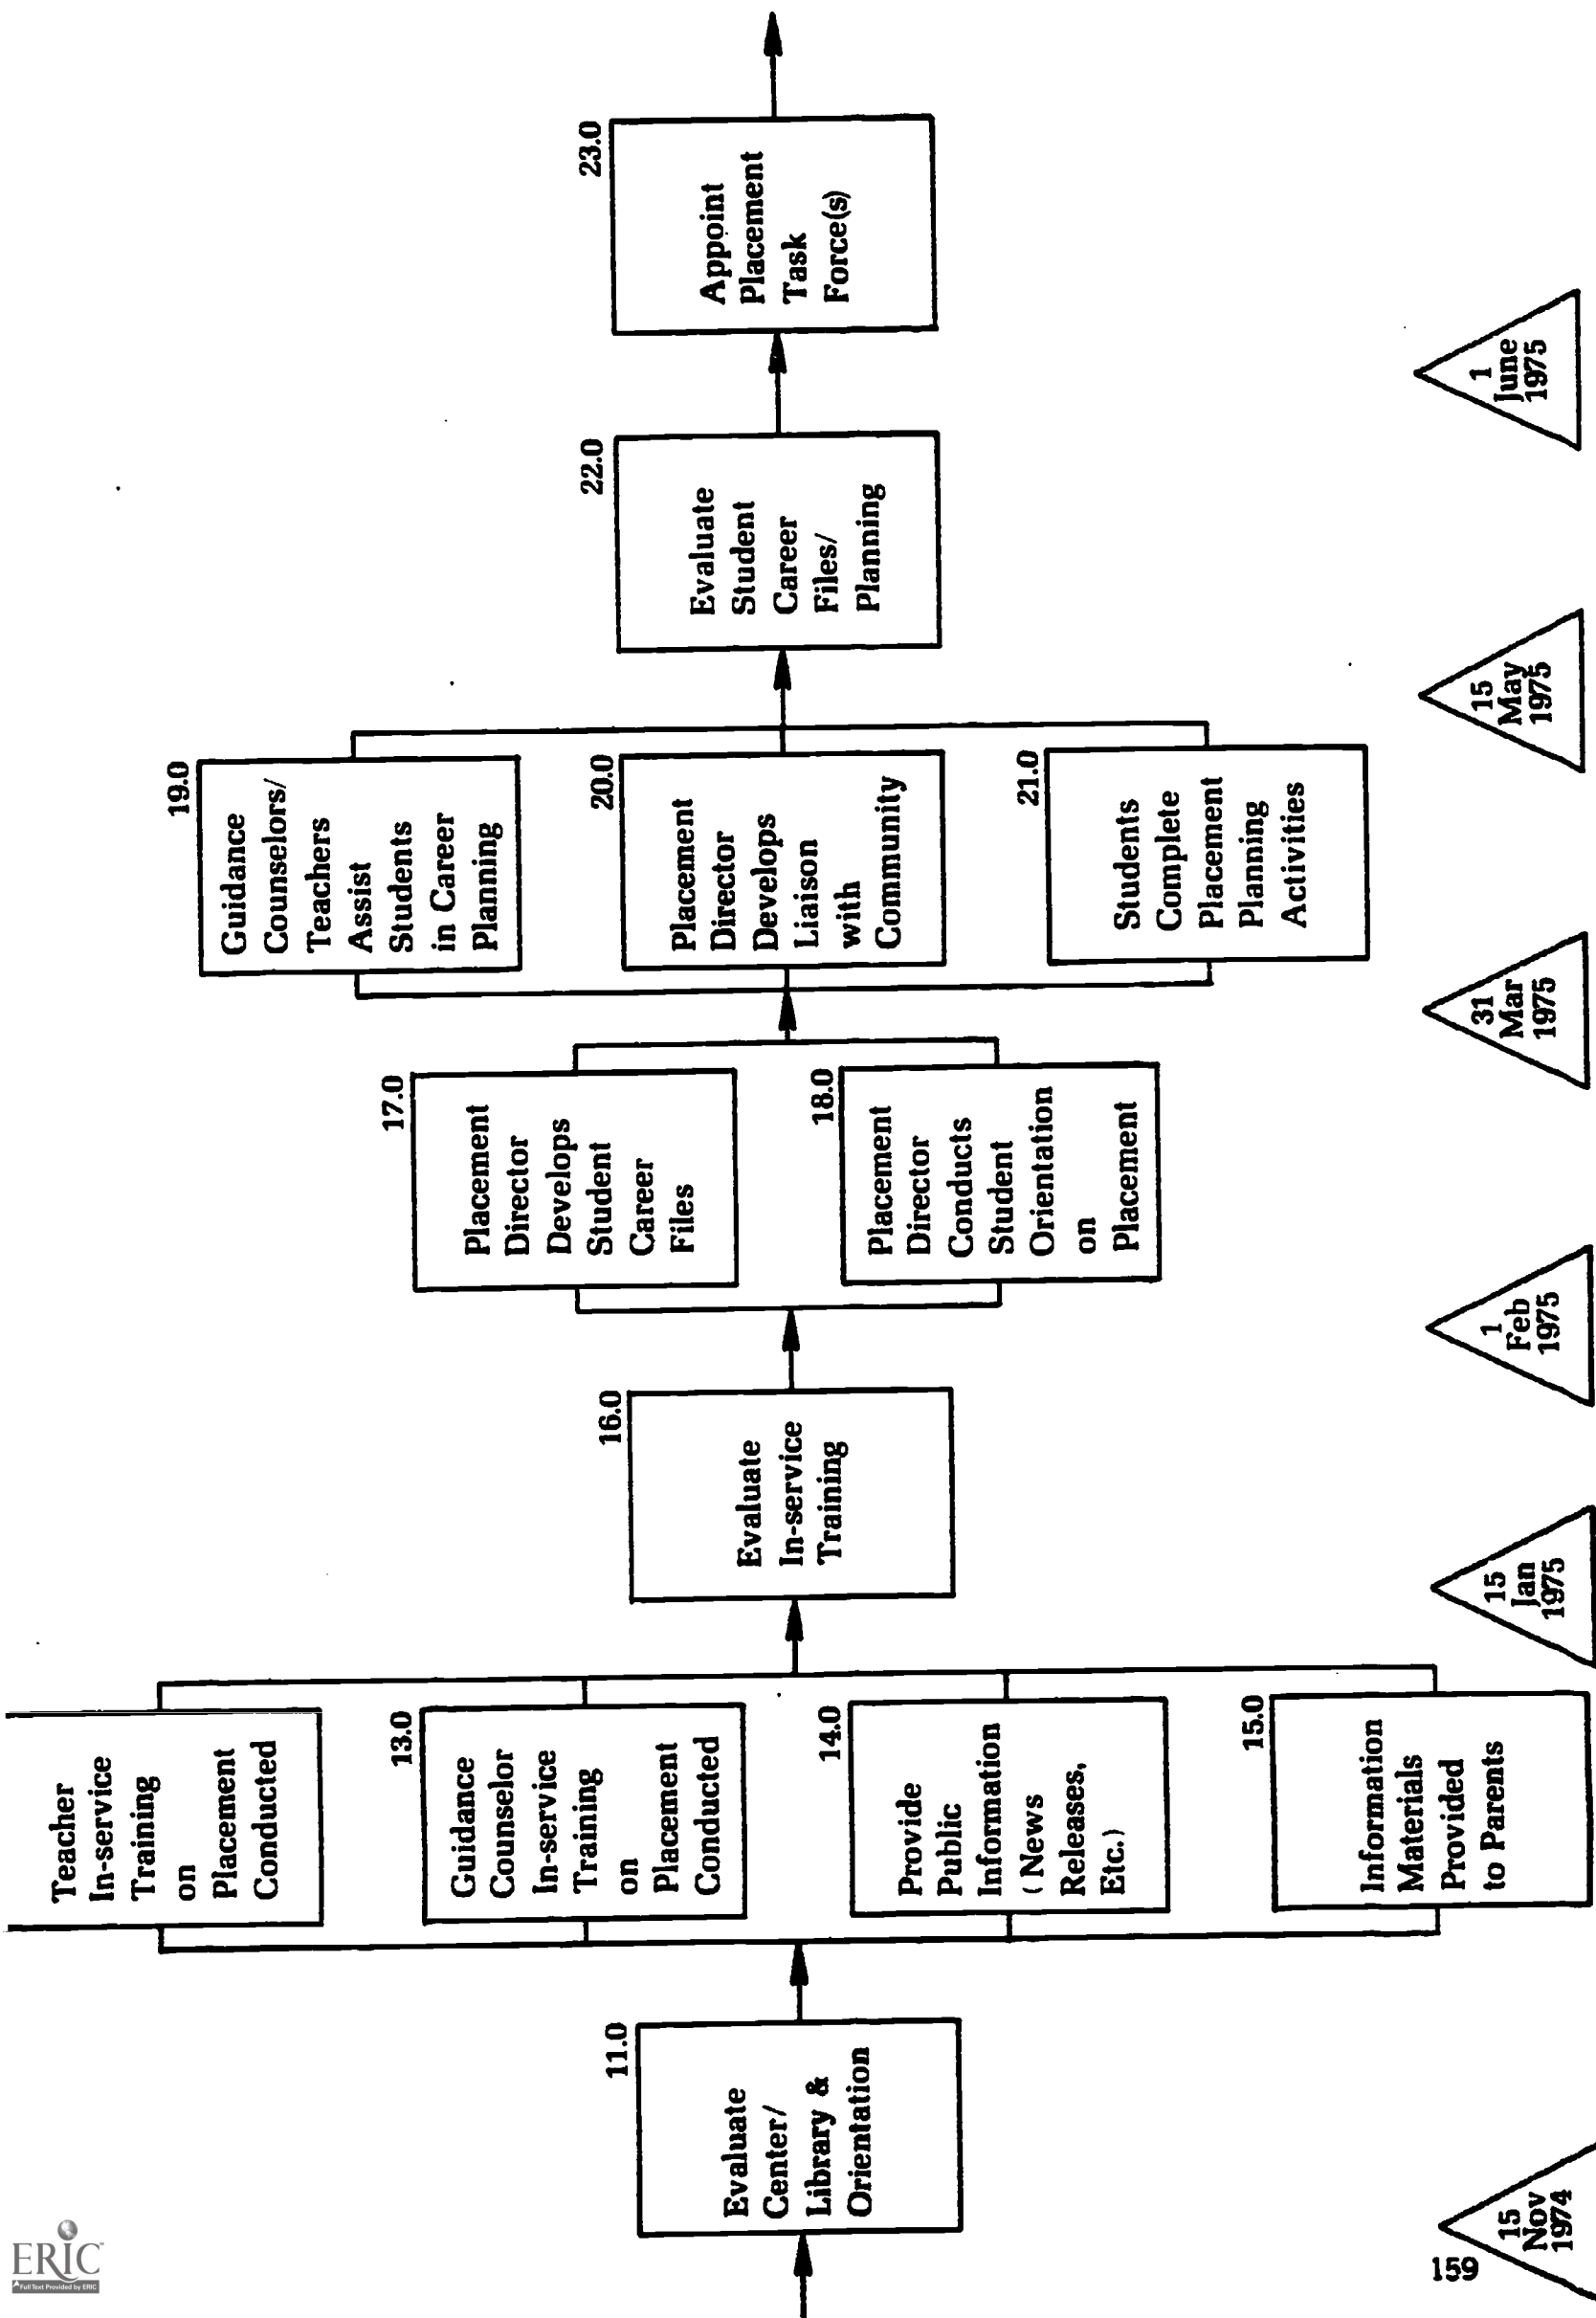 11.0
Evaluate
Center/
Library &
Orientation
Teacher
In-service
Training
on
Placement
Conducted
13.0
Guidance
Counselor
In-service
Training
on
Placement
Conducted
14.0
Provide
Public
Information
(News
Releases,
Etc.)
15.0
Information
Materials
Provided
to Parents
16.0
Evaluate
In-service
Training
17.0
Placement
Director
Develops
Student
Career
Files
18.0
Placement
Director
Conducts
Student
Orientation
on
Placement
19.0
Guidance
Counselors/
Teachers
Assist
Students
in Career
Planning
20.0
Placement
Director
Develops
Liaison
with
Community
21.0
Students
Complete
Placement
Planning
Activities
22.0
Evaluate
Student
Career
Files/
Planning
23.0
Appoint
Placement
Task
Force(s)
15
Nov
1974
15
Jan
1975
1
Feb
1975
31
Mar
1975
15
May
1975
1
June
1975
159
ERIC
Full Text Provided by ERIC